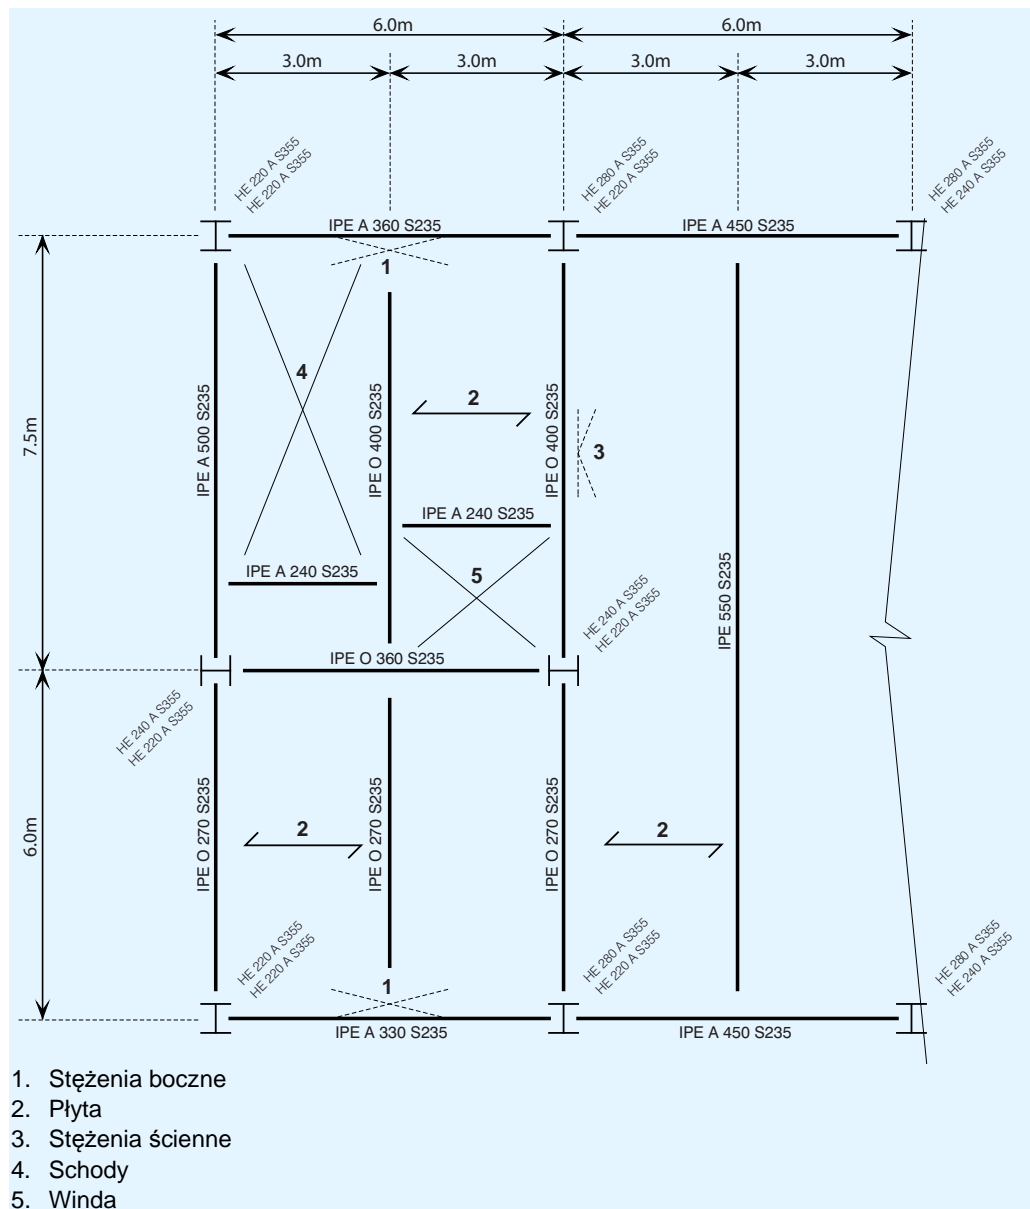 6.0m
6.0m
3.0m
3.0m
3.0m
3.0m
HE 220 A S355
HE 220 A S355
HE 280 A S355
HE 220 A S355
HE 280 A S355
HE 240 A S355
IPE A 360 S235
IPE A 450 S235
1
4
2
3
7.5m
IPE A 500 S235
IPE O 400 S235
IPE O 400 S235
IPE A 240 S235
5
IPE A 240 S235
IPE 550 S235
HE 240 A S355
HE 220 A S355
IPE O 360 S235
HE 240 A S355
HE 220 A S355
6.0m
IPE O 270 S235
2
IPE O 270 S235
IPE O 270 S235
2
HE 220 A S355
HE 220 A S355
HE 280 A S355
HE 220 A S355
HE 280 A S355
HE 240 A S355
1
IPE A 330 S235
IPE A 450 S235
1. Stężenia boczne
2. Płyta
3. Stężenia ścienne
4. Schody
5. Winda